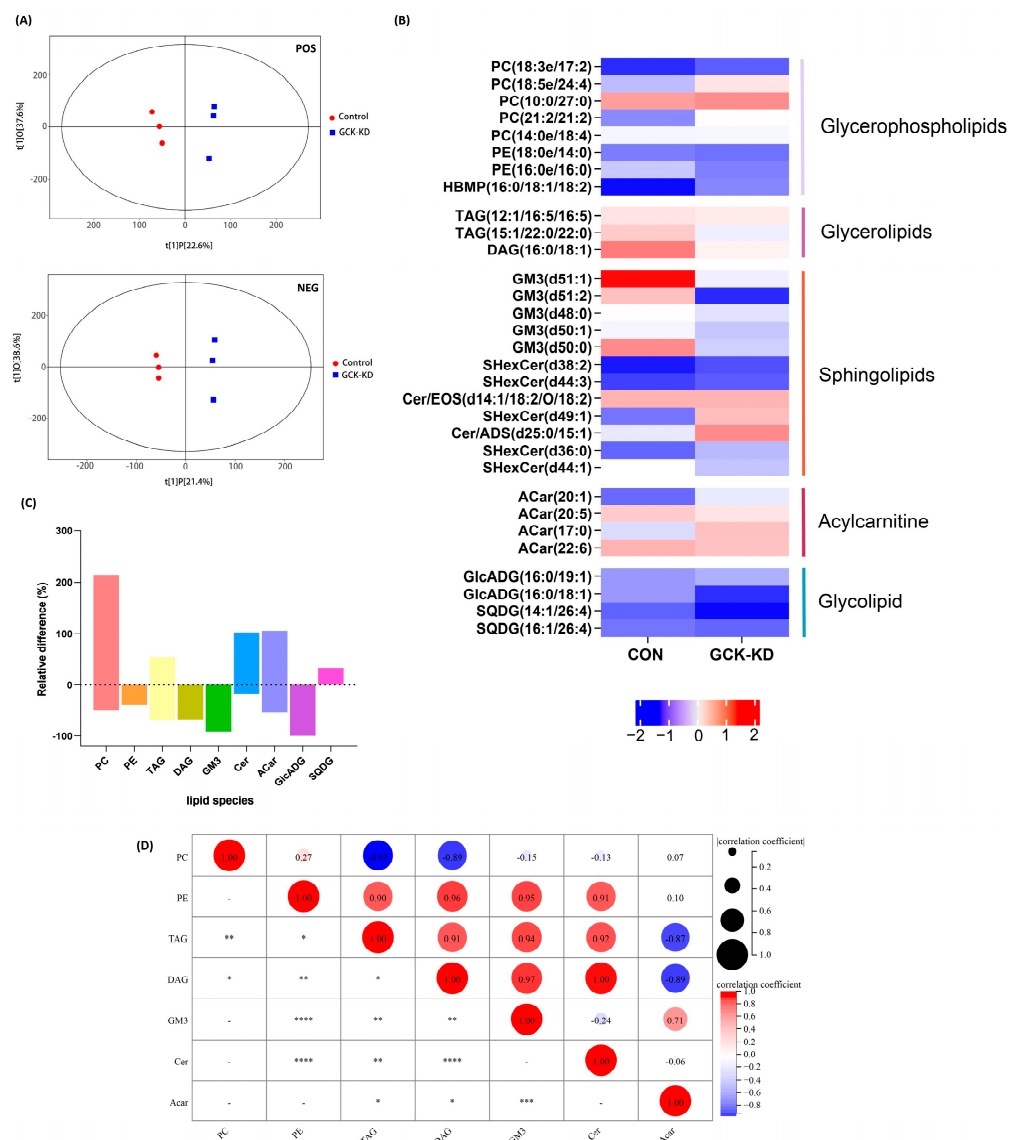 (A)
POS
200
0
-200
t[1]O[37.6%]
200
100
0
100
200
t[1]P[22.6%]
Control
GCK-KD
NEG
200
0
-200
t[1]O[38.6%]
-200
-100
0
100
200
t[1]P[21.4%]
Control
GCK-KD
(B)
PC(18:3e/17:2)
PC(18:5e/24:4)
PC(10:0/27:0)
PC(21:2/21:2)
PC(14:0e/18:4)
PE(18:0e/14:0)
PE(16:0e/16:0)
HBMP(16:0/18:1/18:2)
Glycerophospholipids
TAG(12:1/16:5/16:5)
TAG(15:1/22:0/22:0)
DAG(16:0/18:1)
Glycerolipids
GM3(d51:1)
GM3(d51:2)
GM3(d48:0)
GM3(d50:1)
GM3(d50:0)
SHexCer(d38:2)
SHexCer(d44:3)
Cer/EOS(d14:1/18:2/O/18:2)
SHexCer(d49:1)
Cer/ADS(d25:0/15:1)
SHexCer(d36:0)
SHexCer(d44:1)
Sphingolipids
ACar(20:1)
ACar(20:5)
ACar(17:0)
ACar(22:6)
Acylcarnitine
GlcADG(16:0/19:1)
GlcADG(16:0/18:1)
SQDG(14:1/26:4)
SQDG(16:1/26:4)
Glycolipid
CON GCK-KD
−2 −1 0 1 2
(C)
300
200
100
0
-100
Relative difference (%)
PC PE TAG DAG GM3 Cer ACar GlcADG SQDG
lipid species
(D)
PC 1.00 0.27 -0.89 -0.15 -0.13 0.07
PE - 1.00 0.90 0.96 0.95 0.91 0.10
TAG ** * 1.00 0.91 0.94 0.92 -0.87
DAG * ** * 1.00 0.97 1.00 -0.89
GM3 - **** ** ** 1.00 -0.24 0.71
Cer - **** ** **** - 1.00 -0.06
Acar - - * * *** - 1.00
PC PE TAG DAG GM3 Cer Acar
|correlation coefficient|
0.2
0.4
0.6
0.8
1.0
correlation coefficient
1.0
0.8
0.6
0.4
0.2
0.0
−0.2
−0.4
−0.6
−0.8